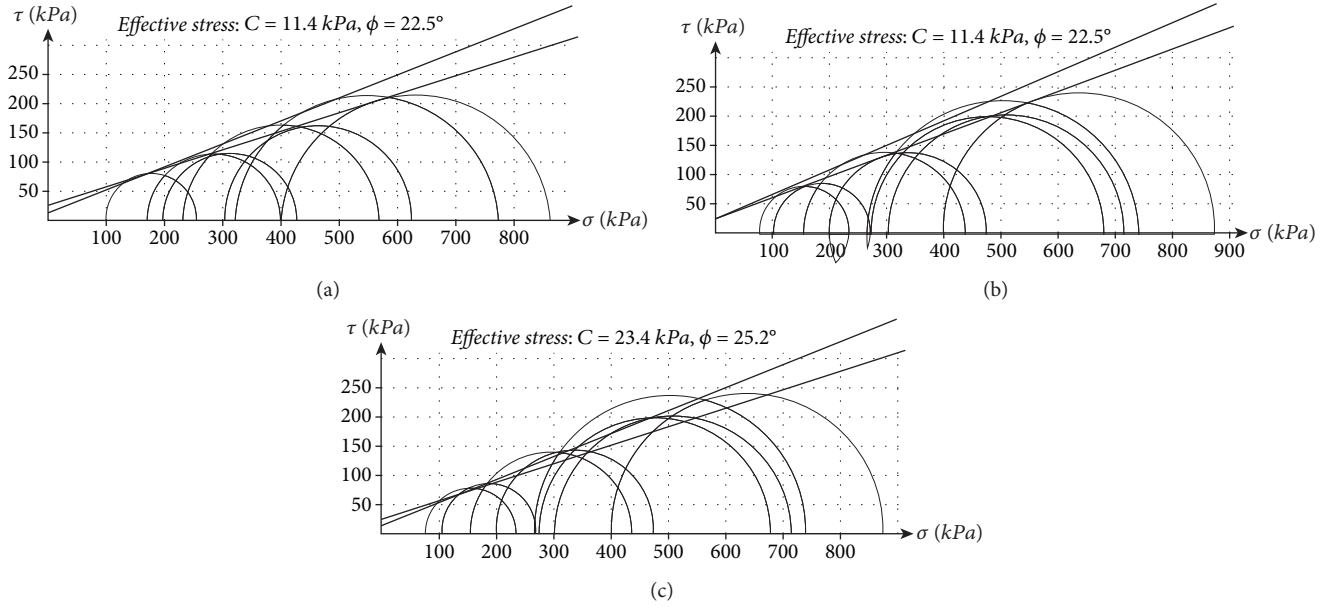 τ (kPa)
Effective stress: C = 11.4 kPa, ϕ = 22.5°
250
200
150
100
50
100 200 300 400 500 600 700 800
σ (kPa)
(a)
τ (kPa)
Effective stress: C = 11.4 kPa, ϕ = 22.5°
250
200
150
100
50
100 200 300 400 500 600 700 800 900
σ (kPa)
(b)
τ (kPa)
Effective stress: C = 23.4 kPa, ϕ = 25.2°
250
200
150
100
50
100 200 300 400 500 600 700 800
σ (kPa)
(c)